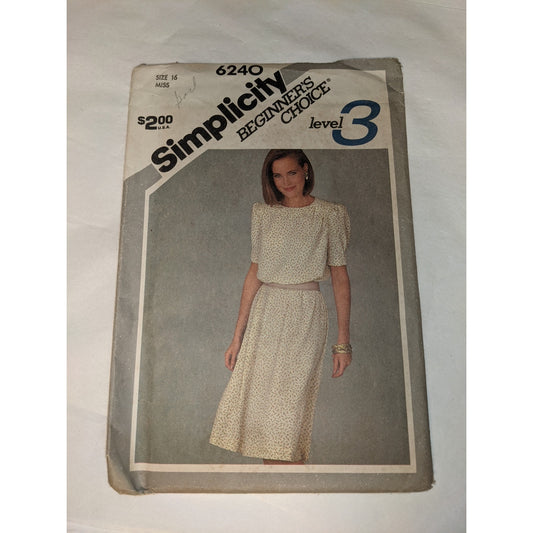 6240
SIZE 16
MISS
$2.00
U.S.A.
Simplicity®
BEGINNER'S
CHOICE®
level 3